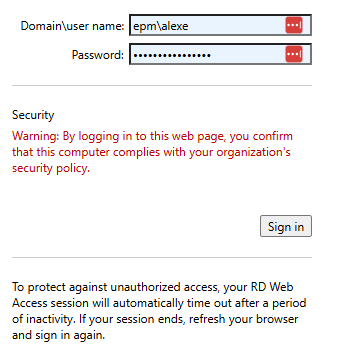 Domain\user name: epm\alexe
Password: ••••••••••••••••
Security
Warning: By logging in to this web page, you confirm
that this computer complies with your organization's
security policy.
Sign in
To protect against unauthorized access, your RD Web
Access session will automatically time out after a period
of inactivity. If your session ends, refresh your browser
and sign in again.